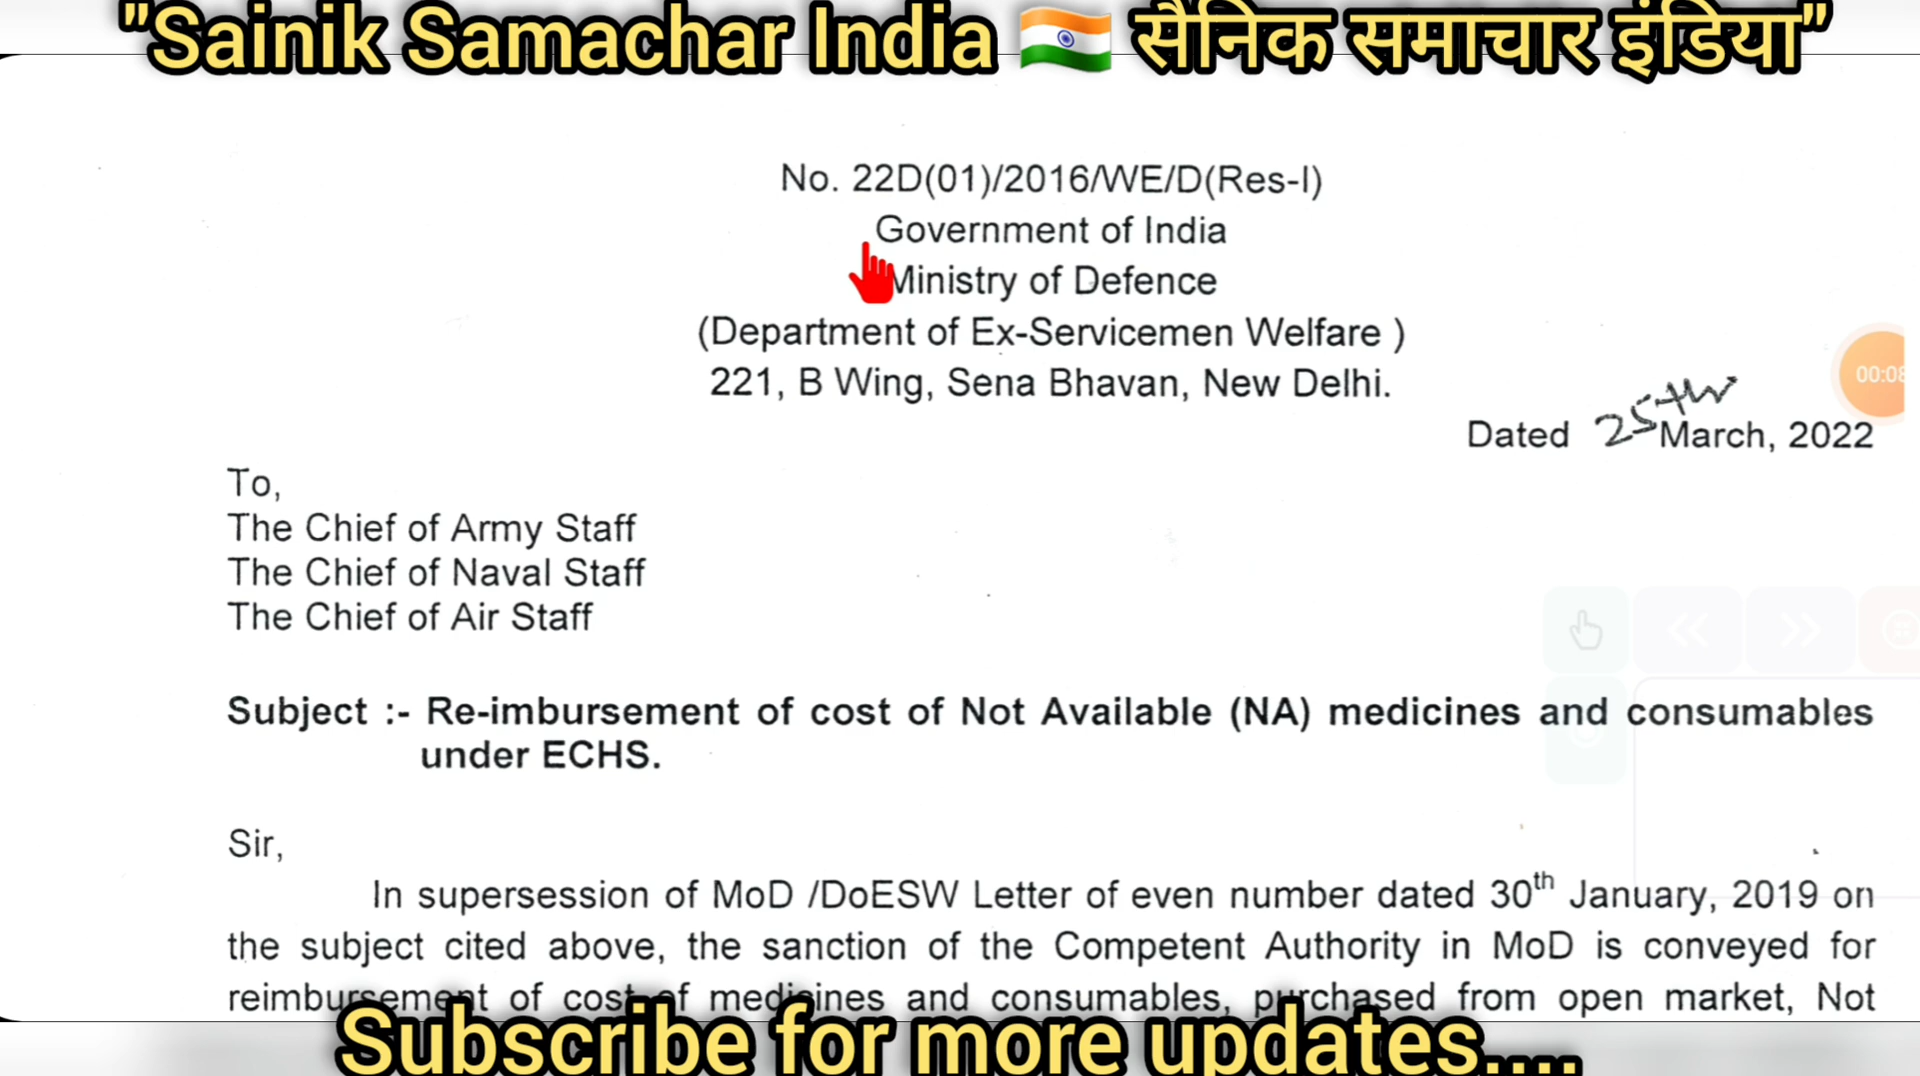 "Sainik Samachar India 🇮🇳 सैनिक समाचार इंडिया"
No. 22D(01)/2016/WE/D(Res-I)
Government of India
Ministry of Defence
(Department of Ex-Servicemen Welfare )
221, B Wing, Sena Bhavan, New Delhi.
00:08
Dated 25th March, 2022
To,
The Chief of Army Staff
The Chief of Naval Staff
The Chief of Air Staff
Subject :- Re-imbursement of cost of Not Available (NA) medicines and consumables
under ECHS.
Sir,
In supersession of MoD /DoESW Letter of even number dated 30th January, 2019 on
the subject cited above, the sanction of the Competent Authority in MoD is conveyed for
reimbursement of cost of medicines and consumables, purchased from open market, Not
Subscribe for more updates....